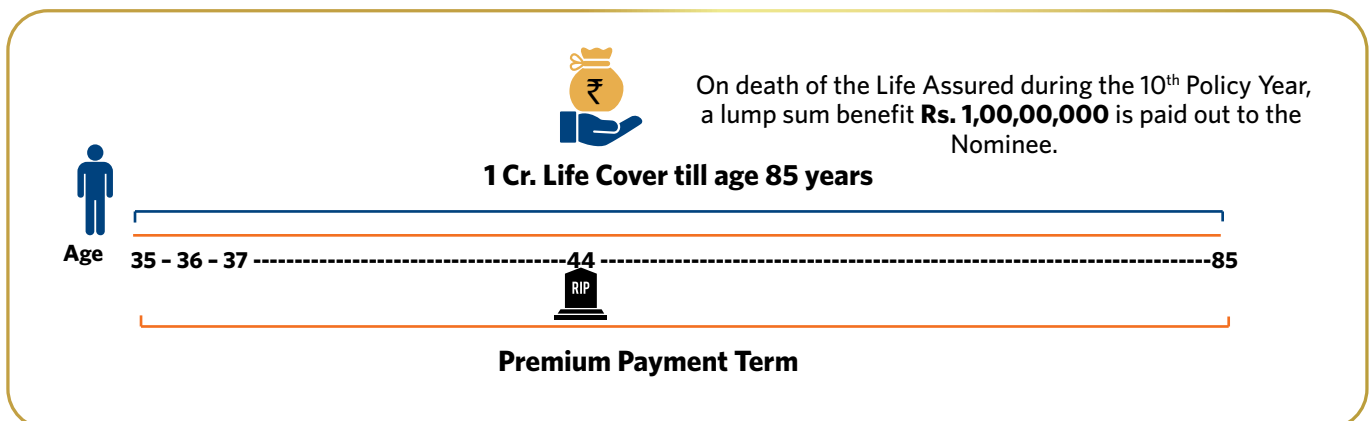 ₹
On death of the Life Assured during the 10th Policy Year,
a lump sum benefit Rs. 1,00,00,000 is paid out to the
Nominee.
1 Cr. Life Cover till age 85 years
Age 35 – 36 – 37 -----------------------------------44 ---------------------------------------------------------------------85
RIP
Premium Payment Term